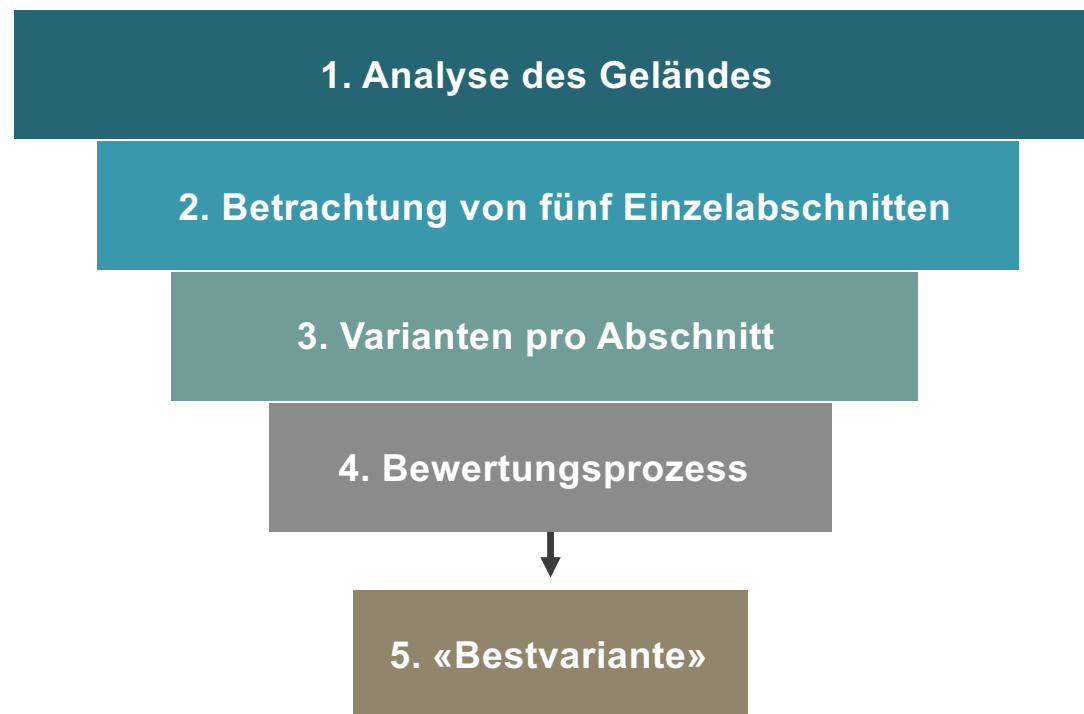 1. Analyse des Geländes
2. Betrachtung von fünf Einzelabschnitten
3. Varianten pro Abschnitt
4. Bewertungsprozess
5. «Bestvariante»